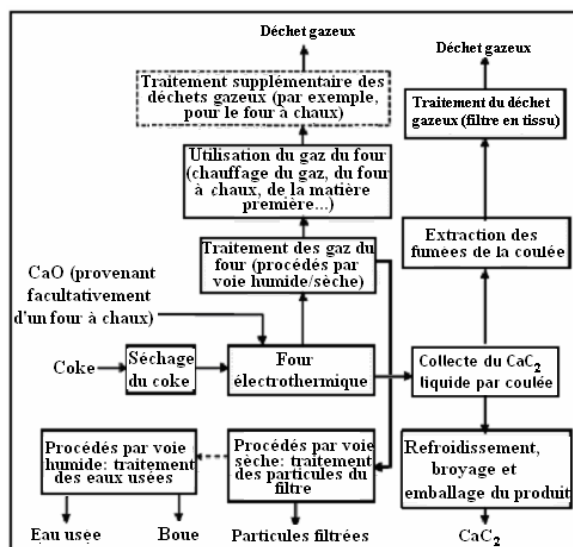 Déchet gazeux
Déchet gazeux
Traitement supplémentaire des
déchets gazeux (par exemple,
pour le four à chaux)
Traitement du déchet
gazeux (filtre en tissu)
Utilisation du gaz du four
(chauffage du gaz, du four
à chaux, de la matière
première...)
Traitement des gaz du
four (procédés par
voie humide/sèche)
Extraction des
fumées de la coulée
CaO (provenant
facultativement
d'un four à chaux)
Coke
Séchage
du coke
Four
électrothermique
Collecte du CaC2
liquide par coulée
Procédés par voie
humide: traitement
des eaux usées
Procédés par voie
sèche: traitement
des particules du
filtre
Refroidissement,
broyage et
emballage du produit
Eau usée
Boue
Particules filtrées
CaC2